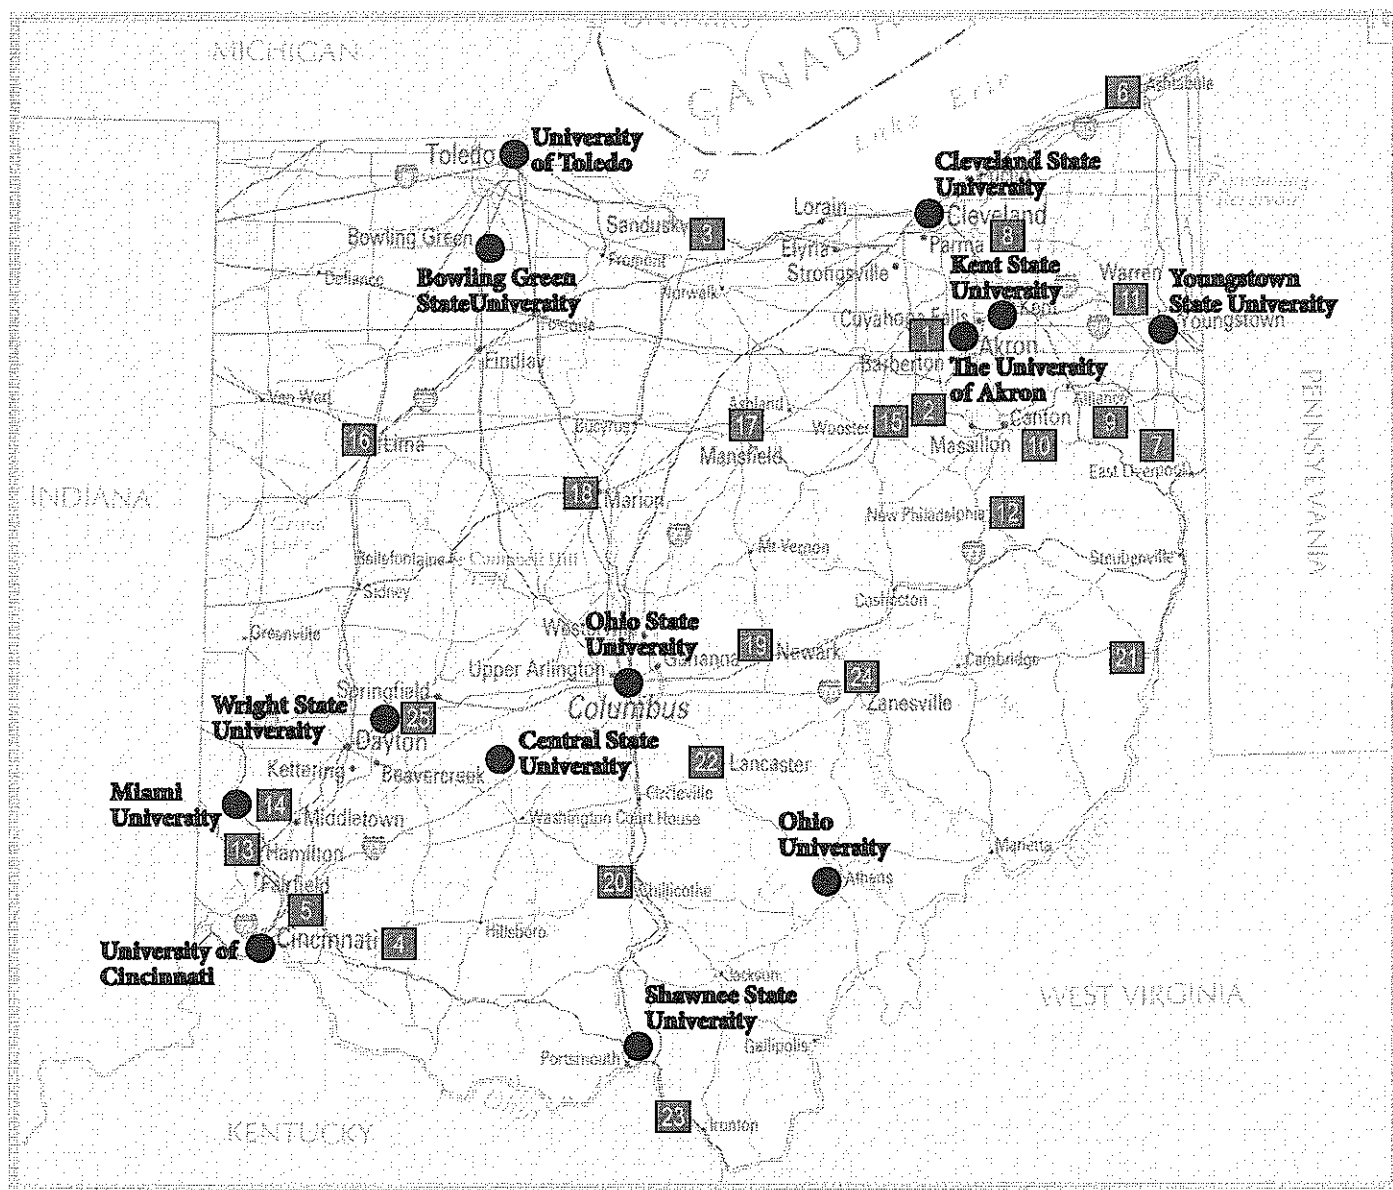 MICHIGAN
CANADA
Lake Erie
6
Ashtabula
University
of Toledo
Toledo
Cleveland State
University
Cleveland
Lorain
Sandusky
3
Parma
8
Bowling Green
Elyria
Fremont
Strongsville
Kent State
University
Warren
Youngstown
State University
Defiance
Bowling Green
StateUniversity
Norwalk
11
Kent
Cuyahoga Falls
Youngstown
1
Akron
Barberton
The University
of Akron
Findlay
PENNSYLVANIA
Van Wert
Ashland
Alliance
2
Canton
9
Bucyrus
17
Wooster
15
16
Lima
Massillon
10
7
Mansfield
East Liverpool
INDIANA
18
Marion
New Philadelphia
12
Mt Vernon
Bellefontaine
Campbell Hill
Steubenville
Sidney
Coshocton
Ohio State
University
Greenville
Gahanna
19
Newark
Upper Arlington
Cambridge
21
24
Springfield
Columbus
Zanesville
Wright State
University
25
Dayton
Central State
University
22
Lancaster
Kettering
Beavercreek
Miami
University
14
Circleville
Middletown
Washington Court House
Ohio
University
13
Hamilton
Marietta
Fairfield
20
Chillicothe
Athens
5
University of
Cincinnati
Cincinnati
4
Hillsboro
Jackson
Shawnee State
University
WEST VIRGINIA
Portsmouth
Gallipolis
23
Ironton
KENTUCKY